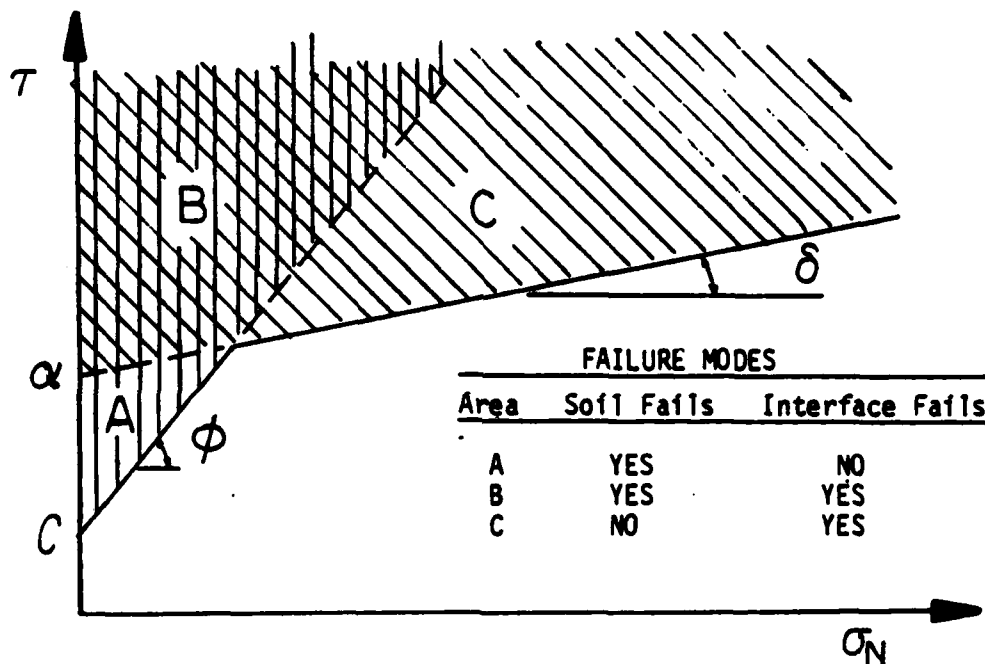 τ
B
C
δ
α
A
φ
C
FAILURE MODES
Area Soil Fails Interface Fails
A YES NO
B YES YES
C NO YES
σN